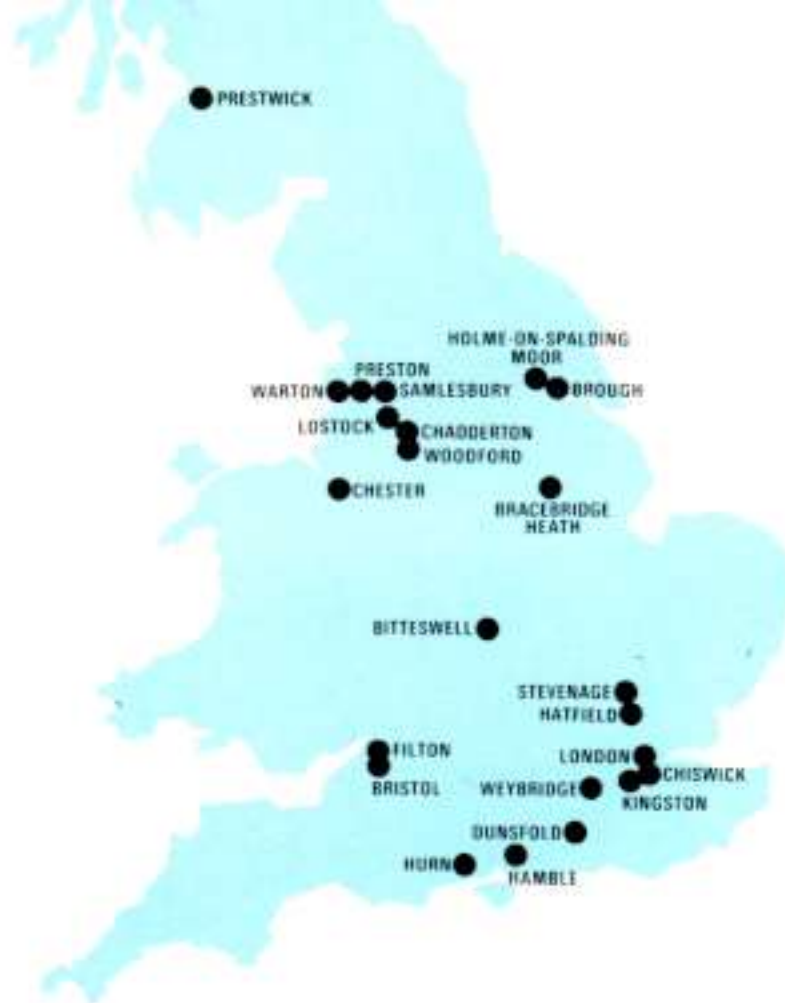 PRESTWICK
HOLME-ON-SPALDING
MOOR
PRESTON
WARTON
SAMLESBURY
BROUGH
LOSTOCK
CHADDERTON
WOODFORD
CHESTER
BRACEBRIDGE
HEATH
BITTESWELL
STEVENAGE
HATFIELD
FILTON
LONDON
CHISWICK
BRISTOL
WEYBRIDGE
KINGSTON
DUNSFOLD
HURN
HAMBLE